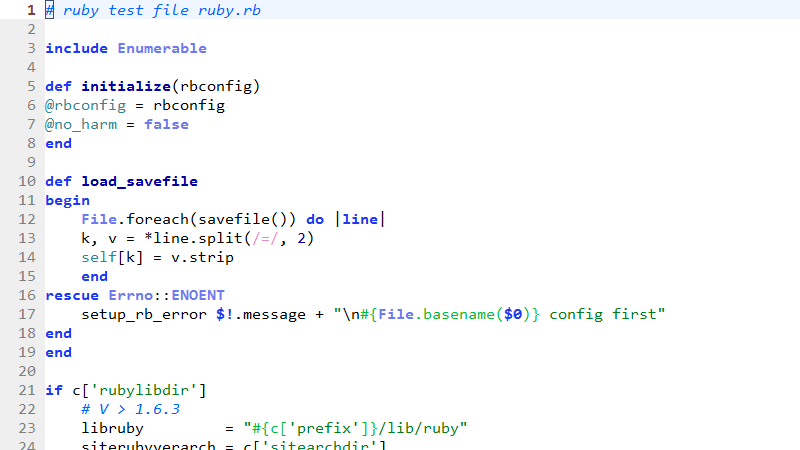 1 # ruby test file ruby.rb
2
3 include Enumerable
4
5 def initialize(rbconfig)
6 @rbconfig = rbconfig
7 @no_harm = false
8 end
9
10 def load_savefile
11 begin
12     File.foreach(savefile()) do |line|
13     k, v = *line.split(/=/, 2)
14     self[k] = v.strip
15     end
16 rescue Errno::ENOENT
17     setup_rb_error $!.message + "\n#{File.basename($0)} config first"
18 end
19 end
20
21 if c['rubylibdir']
22     # V > 1.6.3
23     libruby         = "#{c['prefix']}/lib/ruby"
24     siterubyverarch = c['sitearchdir']